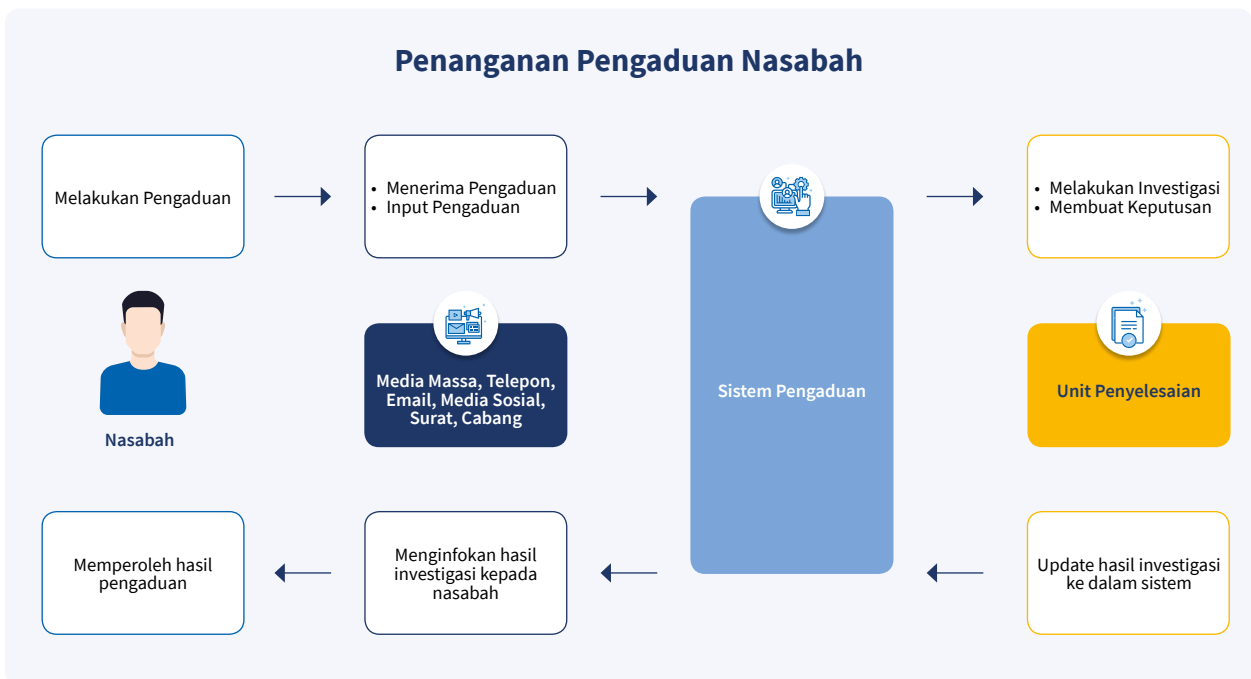 Penanganan Pengaduan Nasabah
Melakukan Pengaduan
• Menerima Pengaduan
• Input Pengaduan
• Melakukan Investigasi
• Membuat Keputusan
Nasabah
Media Massa, Telepon,
Email, Media Sosial,
Surat, Cabang
Sistem Pengaduan
Unit Penyelesaian
Memperoleh hasil
pengaduan
Menginfokan hasil
investigasi kepada
nasabah
Update hasil investigasi
ke dalam sistem